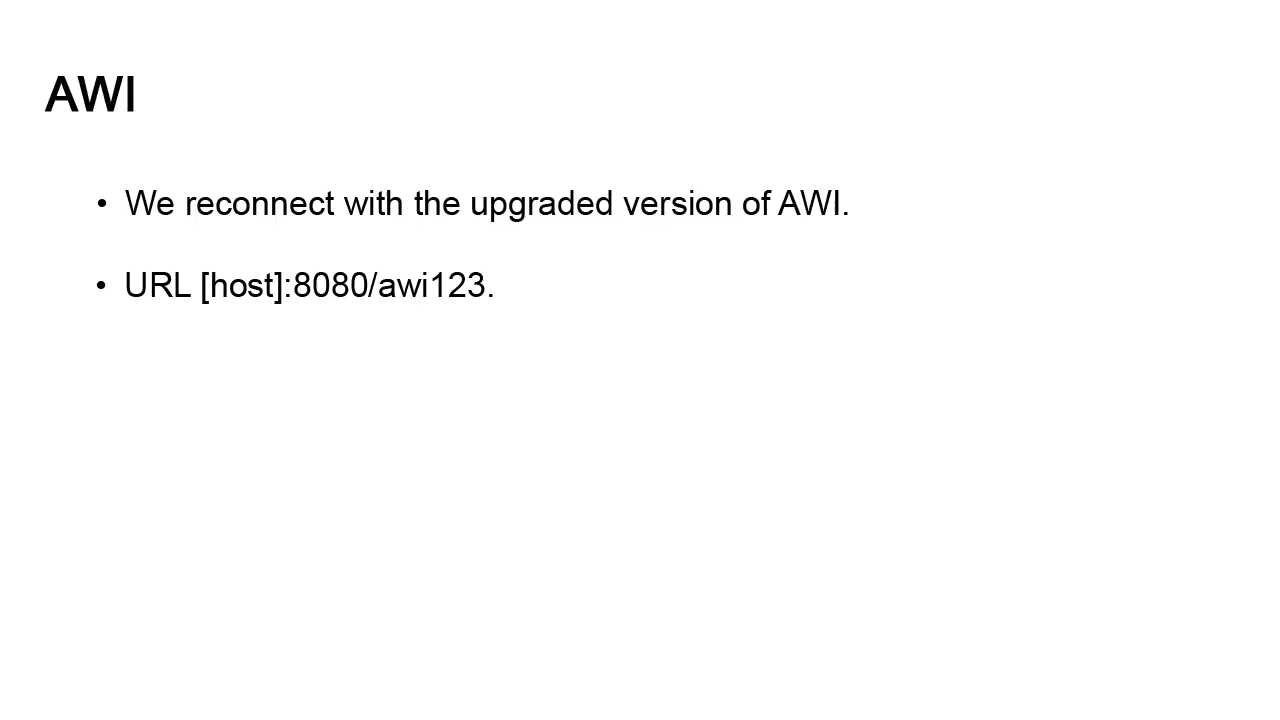 AWI
• We reconnect with the upgraded version of AWI.
• URL [host]:8080/awi123.